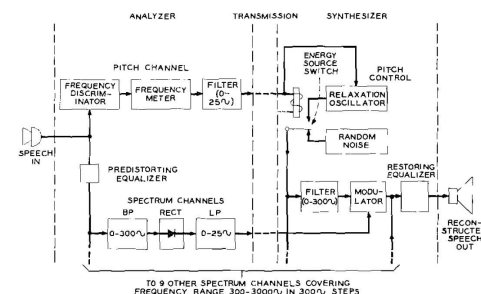 ANALYZER TRANSMISSION SYNTHESIZER
PITCH CHANNEL
FREQUENCY
DISCRIM-
INATOR
FREQUENCY
METER
FILTER
(0-
25~)
ENERGY
SOURCE
SWITCH
PITCH
CONTROL
RELAXATION
OSCILLATOR
RANDOM
NOISE
SPEECH
IN
PREDISTORTING
EQUALIZER
SPECTRUM CHANNELS
BP RECT LP
0-300~
0-25~
FILTER
(0-300~)
MODU-
LATOR
RESTORING
EQUALIZER
RECON-
STRUCTED
SPEECH
OUT
TO 9 OTHER SPECTRUM CHANNELS COVERING
FREQUENCY RANGE 300-3000~ IN 300~ STEPS